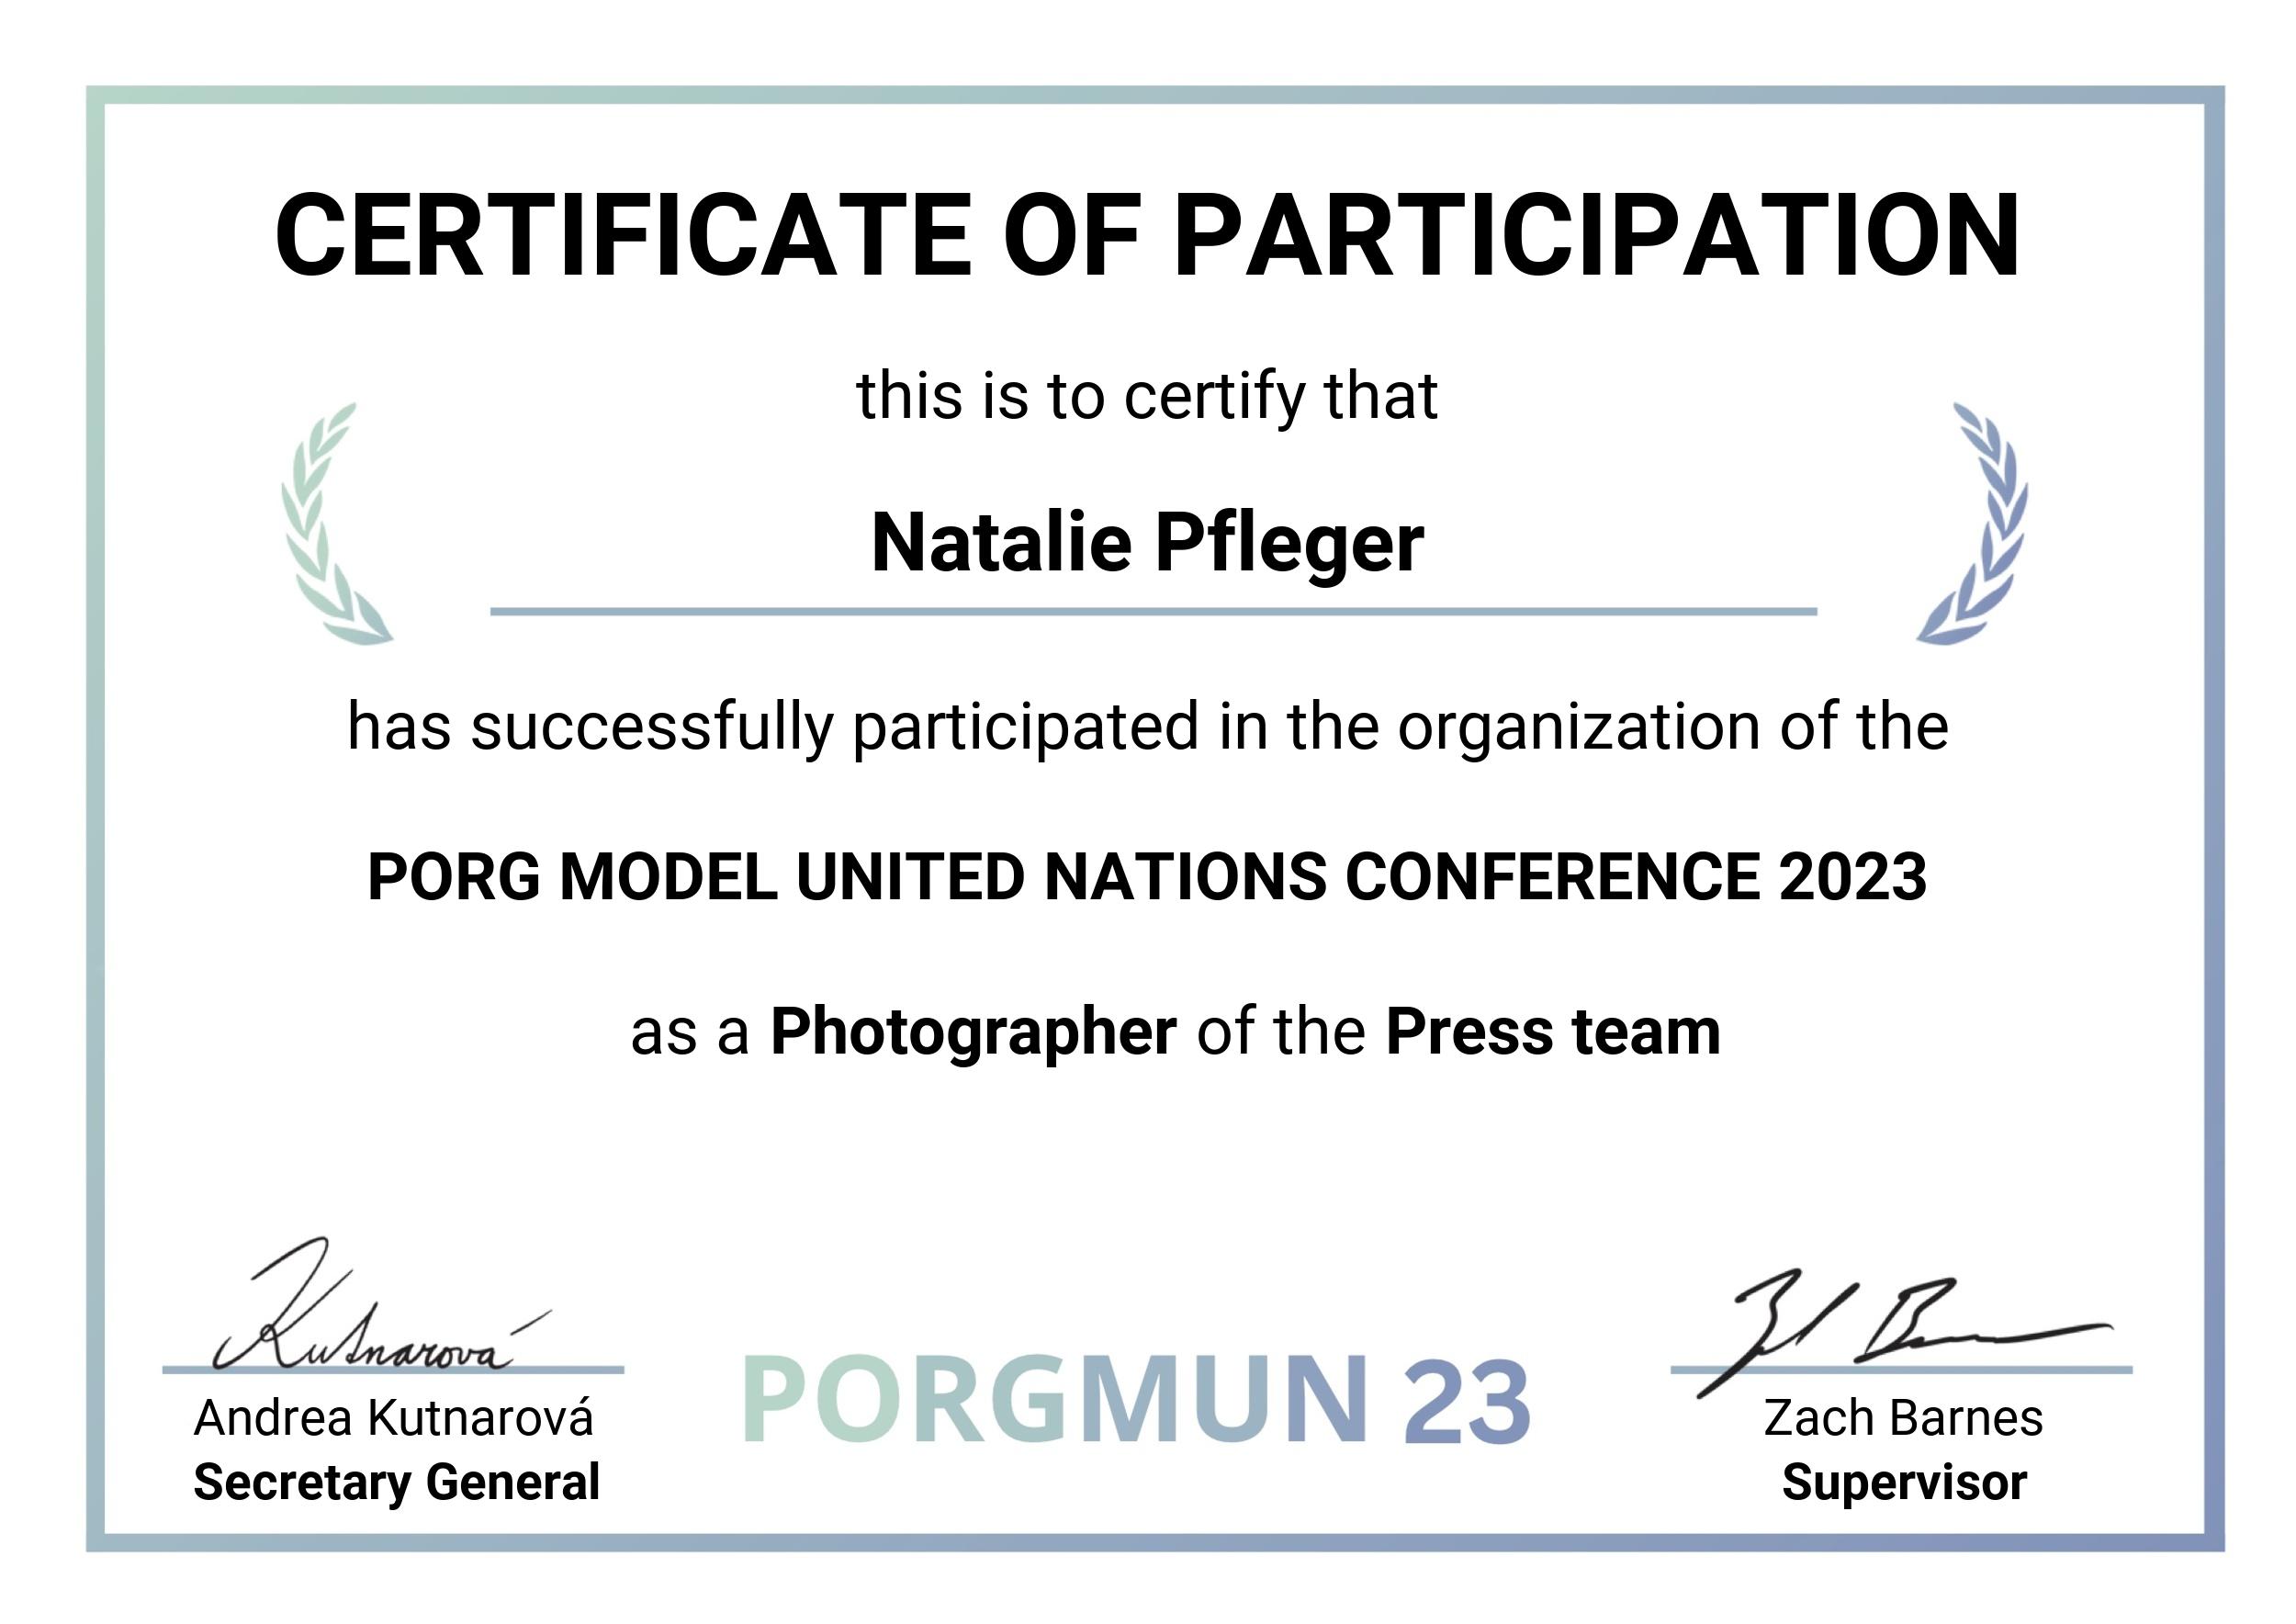 CERTIFICATE OF PARTICIPATION
this is to certify that
Natalie Pfleger
has successfully participated in the organization of the
PORG MODEL UNITED NATIONS CONFERENCE 2023
as a Photographer of the Press team
Kutnarová
Andrea Kutnarová
Secretary General
PORGMUN 23
Zach Barnes
Supervisor